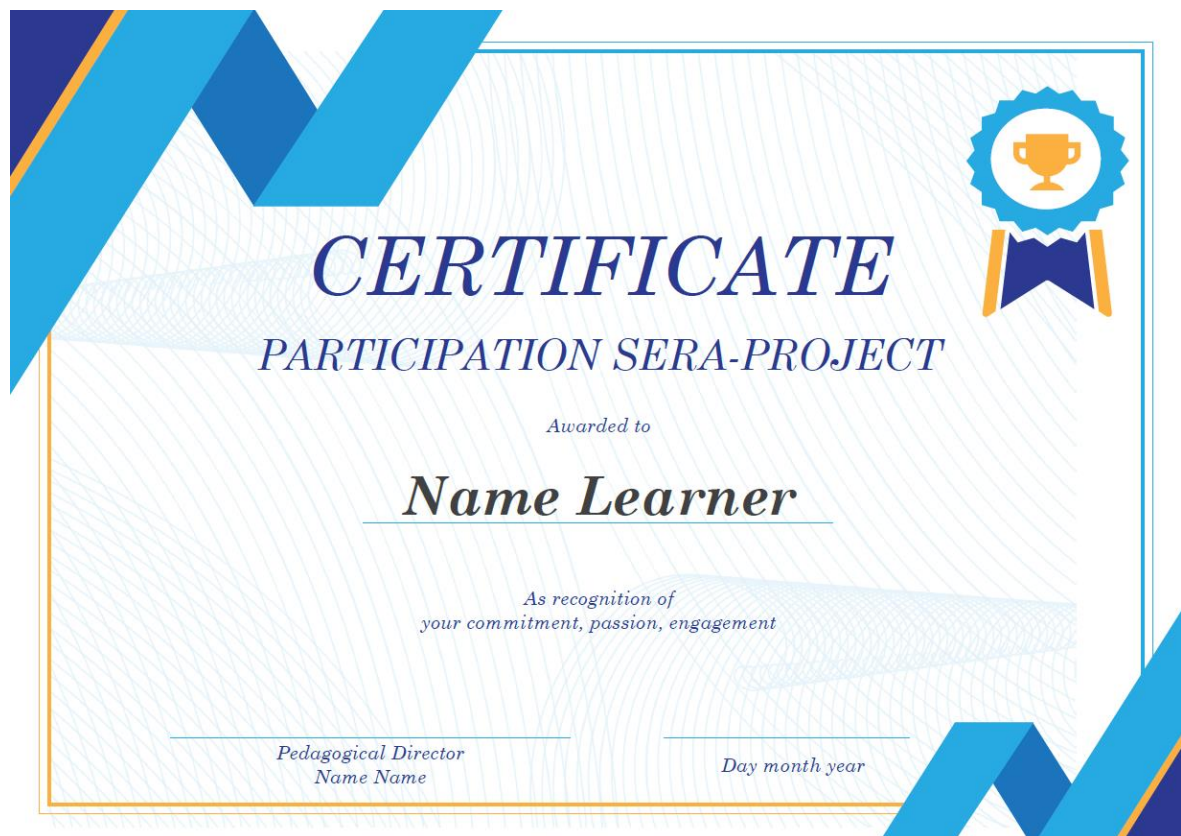 CERTIFICATE
PARTICIPATION SERA-PROJECT
Awarded to
Name Learner
As recognition of
your commitment, passion, engagement
Pedagogical Director
Name Name
Day month year